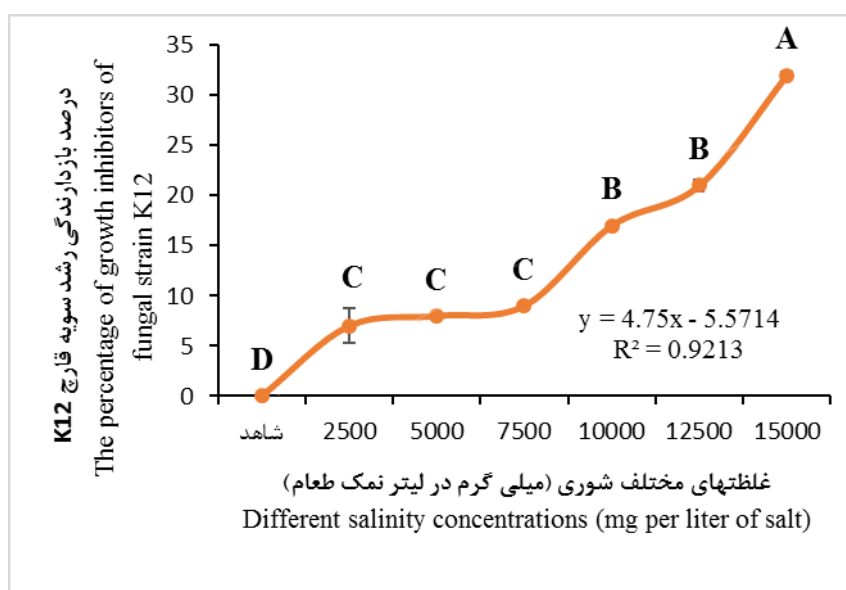 درصد بازدارندگی رشد سویه قارچ K12
The percentage of growth inhibitors of
fungal strain K12
35
30
25
20
15
10
5
0
D
C
C
C
B
B
A
y = 4.75x - 5.5714
R² = 0.9213
شاهد
2500
5000
7500
10000
12500
15000
غلظتهای مختلف شوری (میلی گرم در لیتر نمک طعام)
Different salinity concentrations (mg per liter of salt)